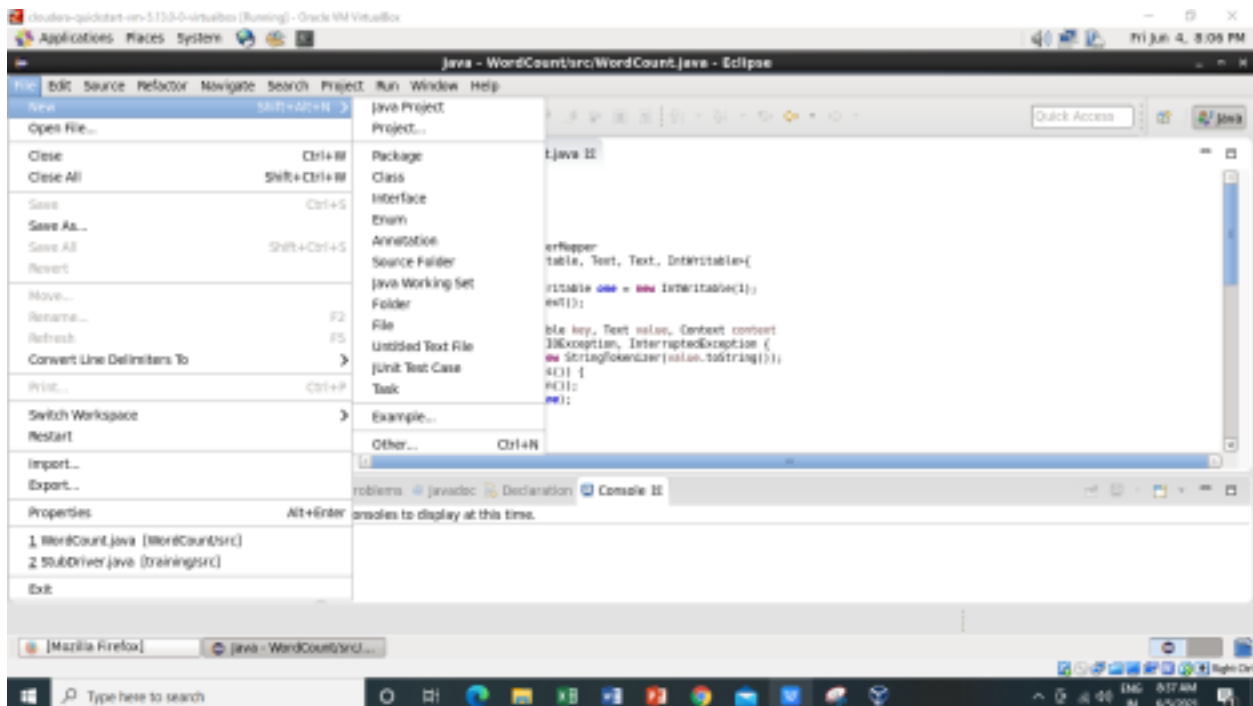 cloudera-quickstart-vm-5.13.0-0-virtualbox [Running] - Oracle VM VirtualBox
Applications Places System
Fri Jun 4, 8:06 PM
Java - WordCount/src/WordCount.java - Eclipse
File Edit Source Refactor Navigate Search Project Run Window Help
New Shift+Alt+N
Open File...
Close Ctrl+W
Close All Shift+Ctrl+W
Save Ctrl+S
Save As...
Save All Shift+Ctrl+S
Revert
Move...
Rename... F2
Refresh F5
Convert Line Delimiters To
Print... Ctrl+P
Switch Workspace
Restart
Import...
Export...
Properties Alt+Enter
1 WordCount.java [WordCount/src]
2 StubDriver.java [training/src]
Exit
Java Project
Project...
Package
Class
Interface
Enum
Annotation
Source Folder
Java Working Set
Folder
File
Untitled Text File
JUnit Test Case
Task
Example...
Other... Ctrl+N
Quick Access
Java
t.java
erMapper
table, Text, Text, IntWritable>{
ritable one = new IntWritable(1);
ext();
ble key, Text value, Context context
IOException, InterruptedException {
ew StringTokenizer(value.toString());
s()) {
n());
ne);
roblems Javadoc Declaration Console
onsoles to display at this time.
[Mozilla Firefox]
Java - WordCount/src/...
Right Ctrl
Type here to search
ENG 8:37 AM
IN 6/5/2021